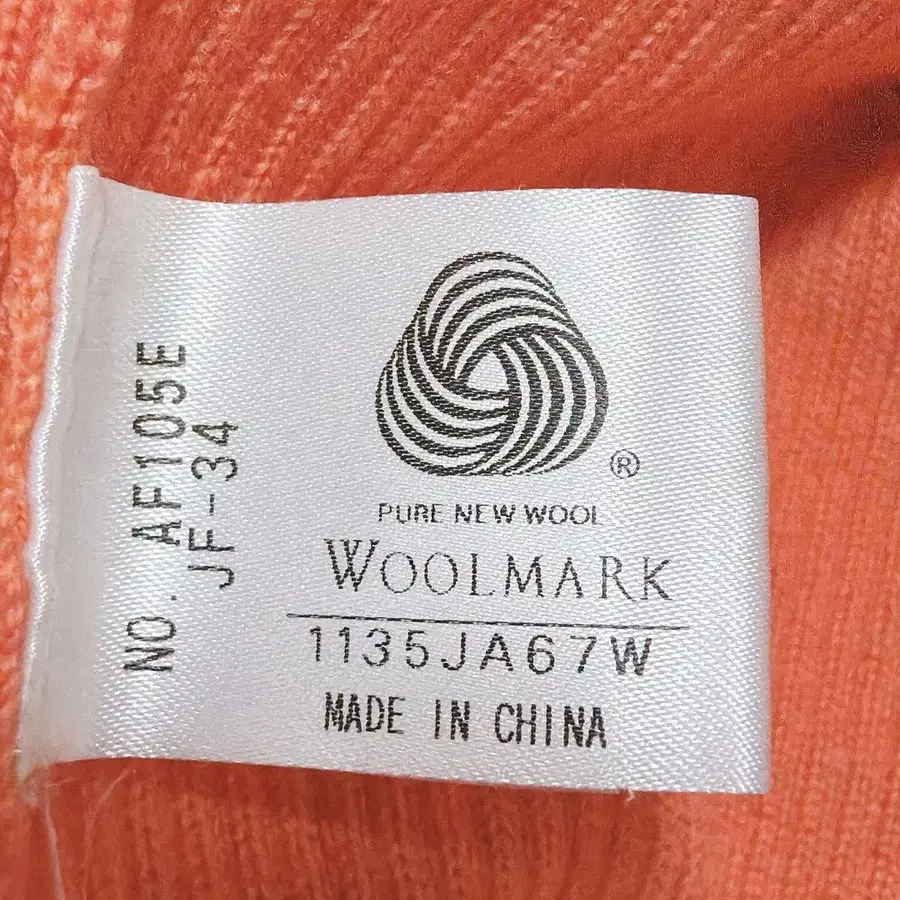 ®
PURE NEW WOOL
WOOLMARK
1135JA67W
MADE IN CHINA
NO. AF105E
JF-34